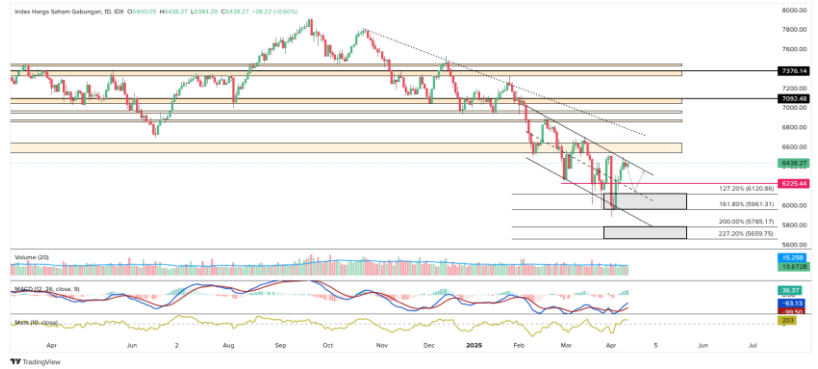 Index Harga Saham Gabungan, 1D, IDX O6400.05 H6438.27 L6384.29 C6438.27 +38.22 (+0.60%)
8000.00
7800.00
7600.00
7376.14
7200.00
7092.48
7000.00
6800.00
6600.00
6438.27
6225.44
127.20% (6120.86)
161.80% (5961.31)
6000.00
200.00% (5785.17)
5800.00
227.20% (5659.75)
5600.00
Volume (20)
15.25B
13.672B
MACD (12, 26, close, 9)
36.37
0.00
-63.13
-99.50
Mom (10, close)
203
Apr Jun 2 Aug Sep Oct Nov Dec 2025 Feb Mar Apr 5 Jun Jul
TradingView